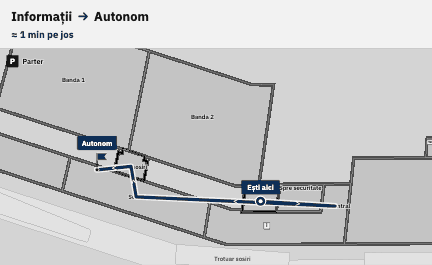 Informații → Autonom
≈ 1 min pe jos
P Parter
Banda 1
Banda 2
Autonom
Ești aici
spre securitate
Trotuar sosiri